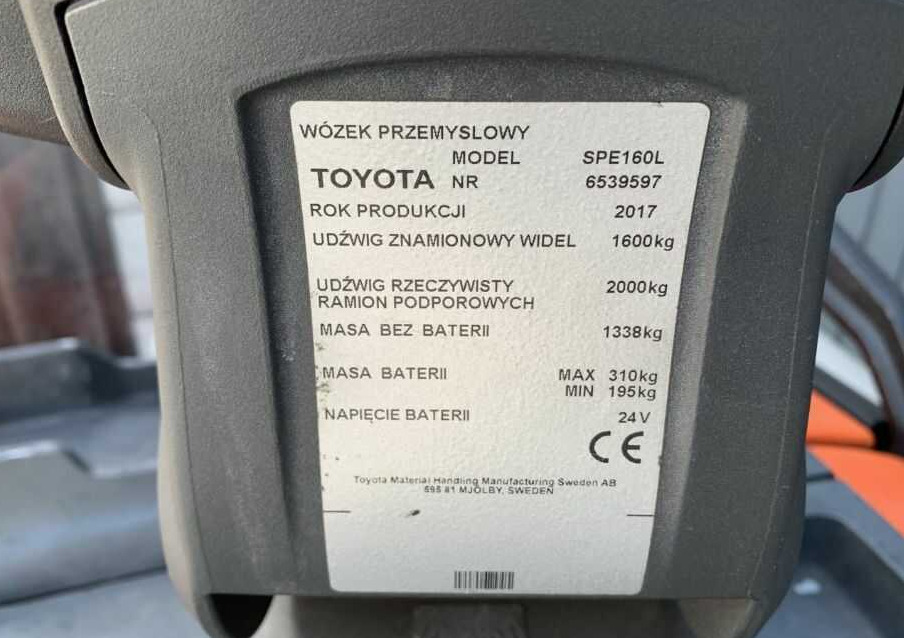 WÓZEK PRZEMYSLOWY
MODEL SPE160L
TOYOTA NR 6539597
ROK PRODUKCJI 2017
UDŹWIG ZNAMIONOWY WIDEL 1600kg
UDŹWIG RZECZYWISTY 2000kg
RAMION PODPOROWYCH
MASA BEZ BATERII 1338kg
MASA BATERII MAX 310kg
MIN 195kg
NAPIĘCIE BATERII 24V
CE
Toyota Material Handling Manufacturing Sweden AB
595 81 MJÖLBY, SWEDEN